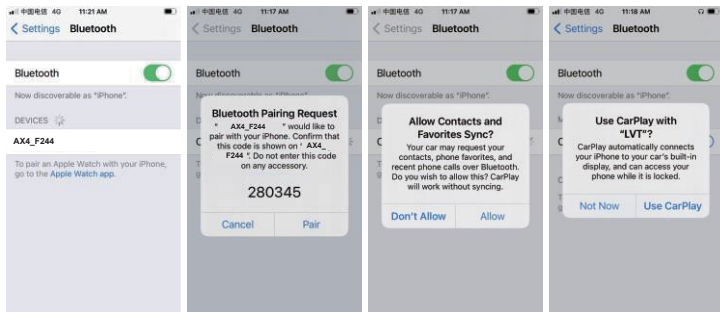 中国电信 4G 11:21 AM
Settings Bluetooth
Bluetooth
Now discoverable as "iPhone".
DEVICES
AX4_F244
To pair an Apple Watch with your iPhone,
go to the Apple Watch app.
中国电信 4G 11:17 AM
Settings Bluetooth
Bluetooth
Now discoverable as "iPhone".
Bluetooth Pairing Request
" AX4_F244 " would like to
pair with your iPhone. Confirm that
this code is shown on ' AX4_
F244 ". Do not enter this code
on any accessory.
280345
Cancel Pair
中国电信 4G 11:17 AM
Settings Bluetooth
Bluetooth
Now discoverable as "iPhone".
Allow Contacts and
Favorites Sync?
Your car may request your
contacts, phone favorites, and
recent phone calls over Bluetooth.
Do you wish to allow this? CarPlay
will work without syncing.
Don't Allow Allow
中国电信 4G 11:18 AM
Settings Bluetooth
Bluetooth
Now discoverable as "iPhone".
Use CarPlay with
"LVT"?
CarPlay automatically connects
your iPhone to your car's built-in
display, and can access your
phone while it is locked.
Not Now Use CarPlay